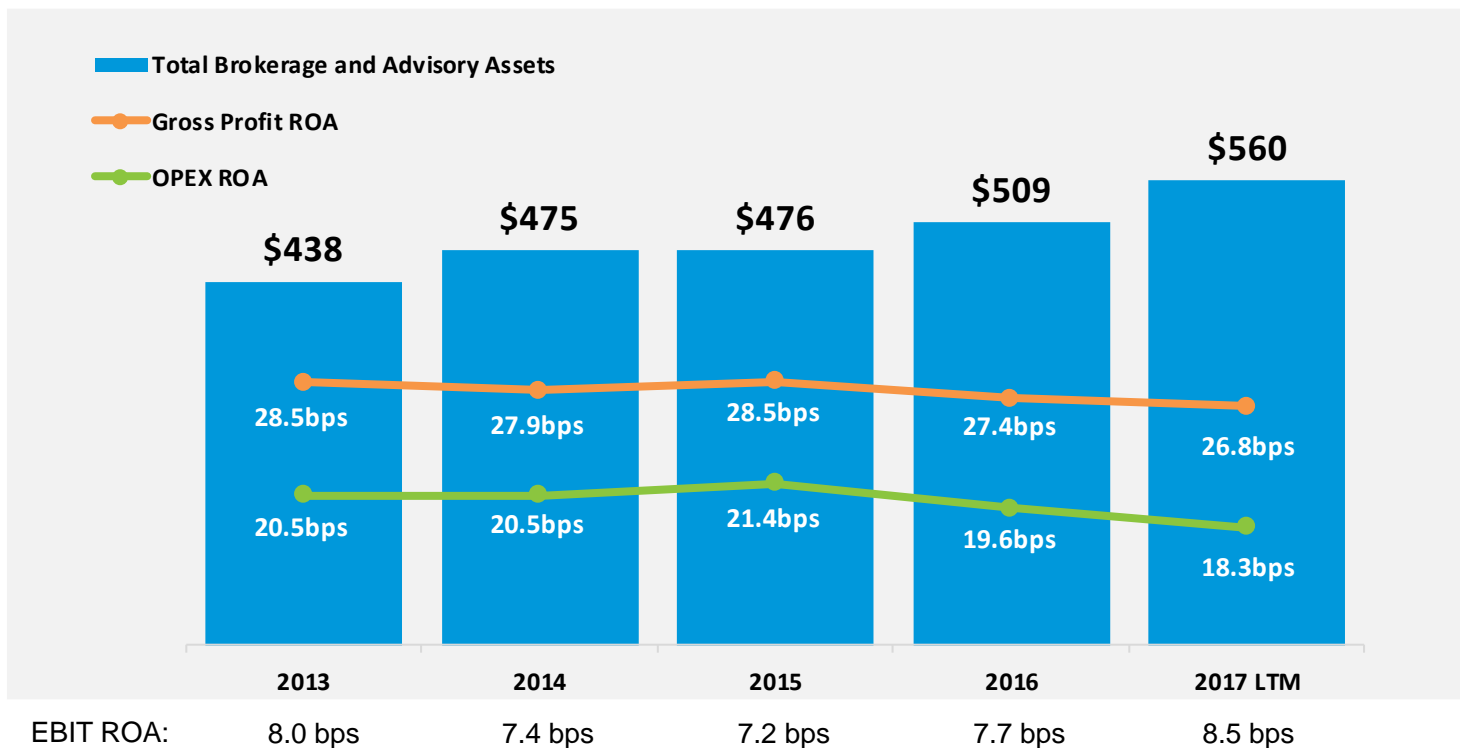 Total Brokerage and Advisory Assets
Gross Profit ROA
OPEX ROA
$438
$475
$476
$509
$560
28.5bps
27.9bps
28.5bps
27.4bps
26.8bps
20.5bps
20.5bps
21.4bps
19.6bps
18.3bps
2013 2014 2015 2016 2017 LTM
EBIT ROA: 8.0 bps 7.4 bps 7.2 bps 7.7 bps 8.5 bps